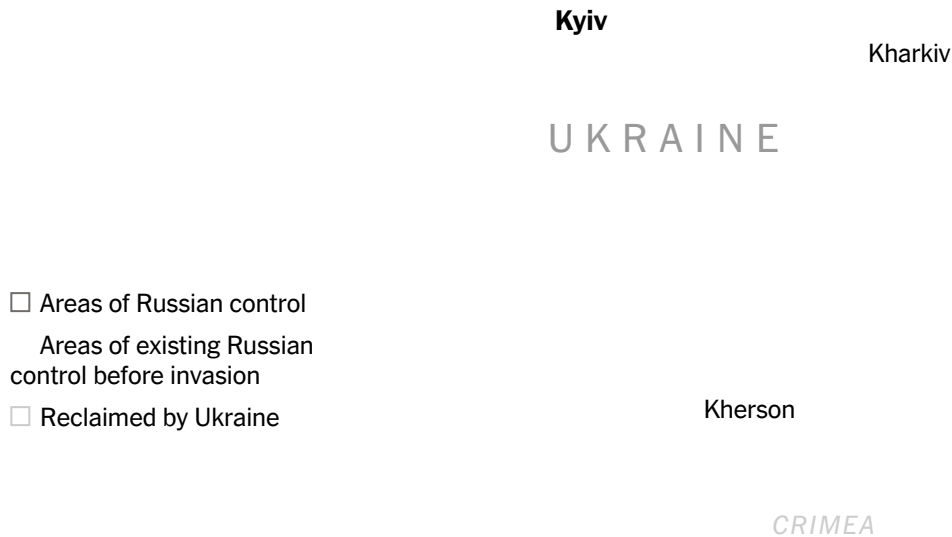 Kyiv
Kharkiv
UKRAINE
Areas of Russian control
Areas of existing Russian
control before invasion
Reclaimed by Ukraine
Kherson
CRIMEA